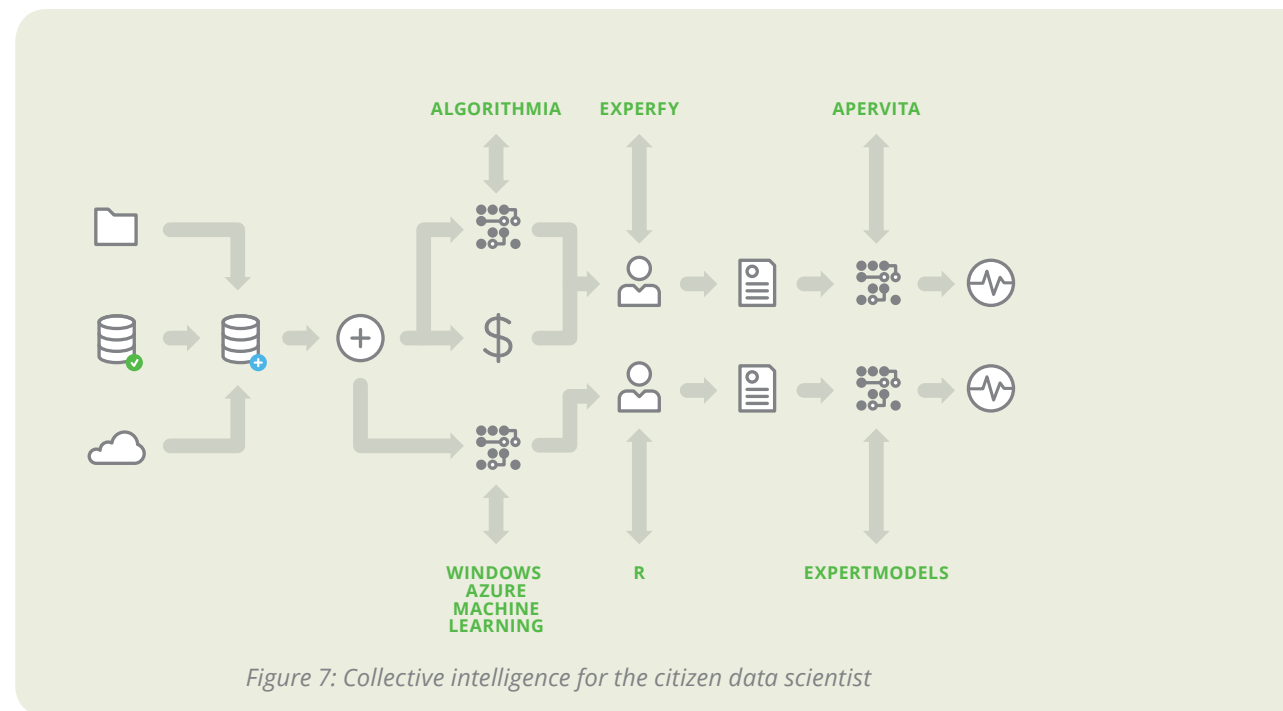 ALGORITHMIA
EXPERFY
APERVITA
$
WINDOWS
AZURE
MACHINE
LEARNING
R
EXPERTMODELS
Figure 7: Collective intelligence for the citizen data scientist